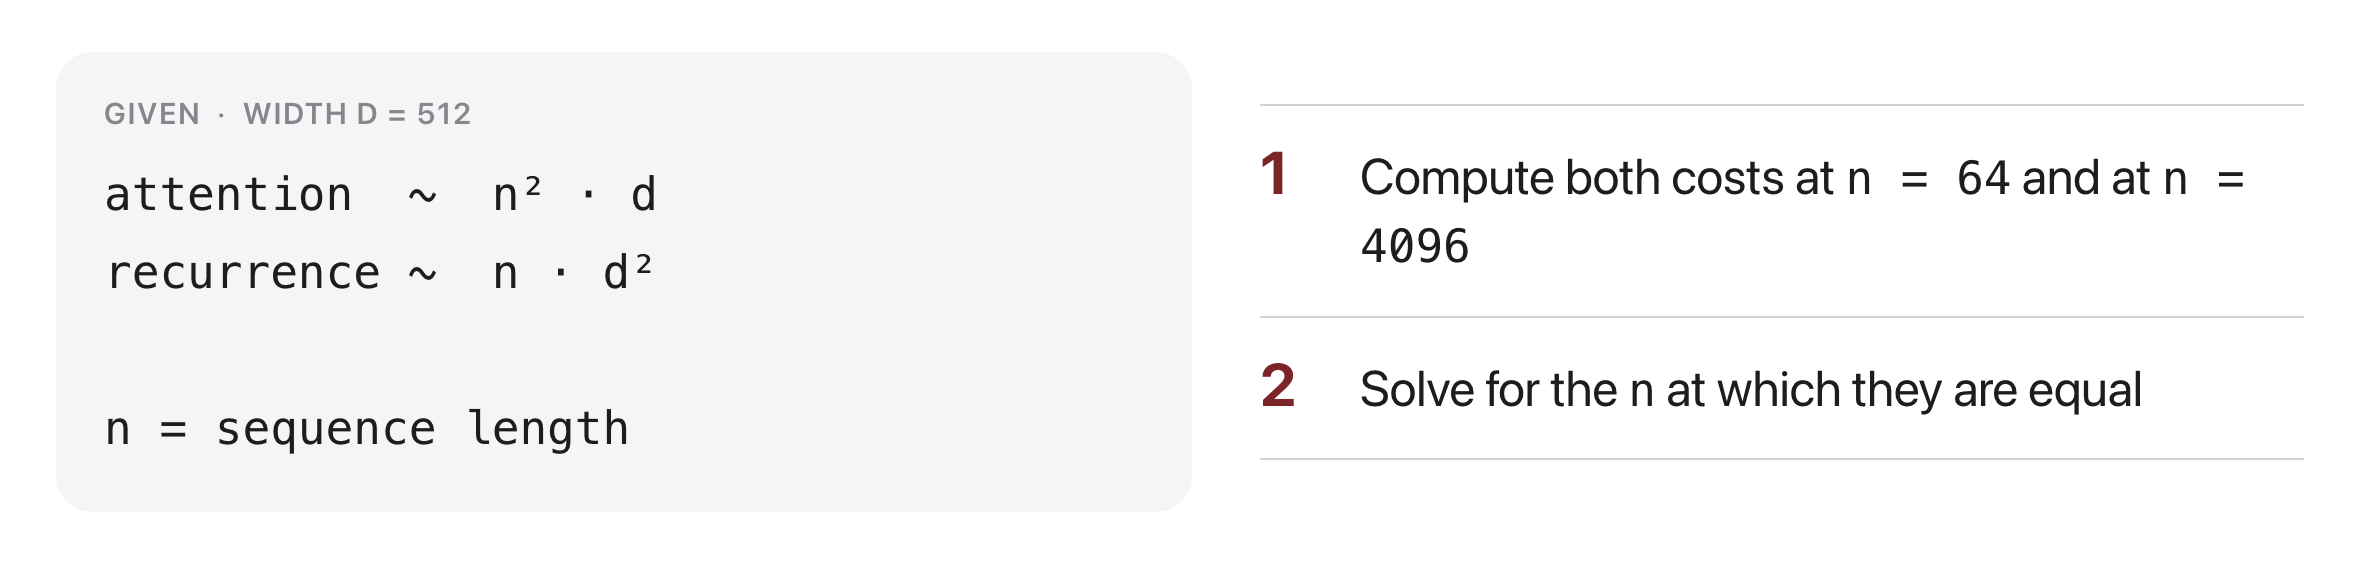 GIVEN · WIDTH D = 512
attention ~ n² · d
recurrence ~ n · d²
n = sequence length
1 Compute both costs at n = 64 and at n =
4096
2 Solve for the n at which they are equal